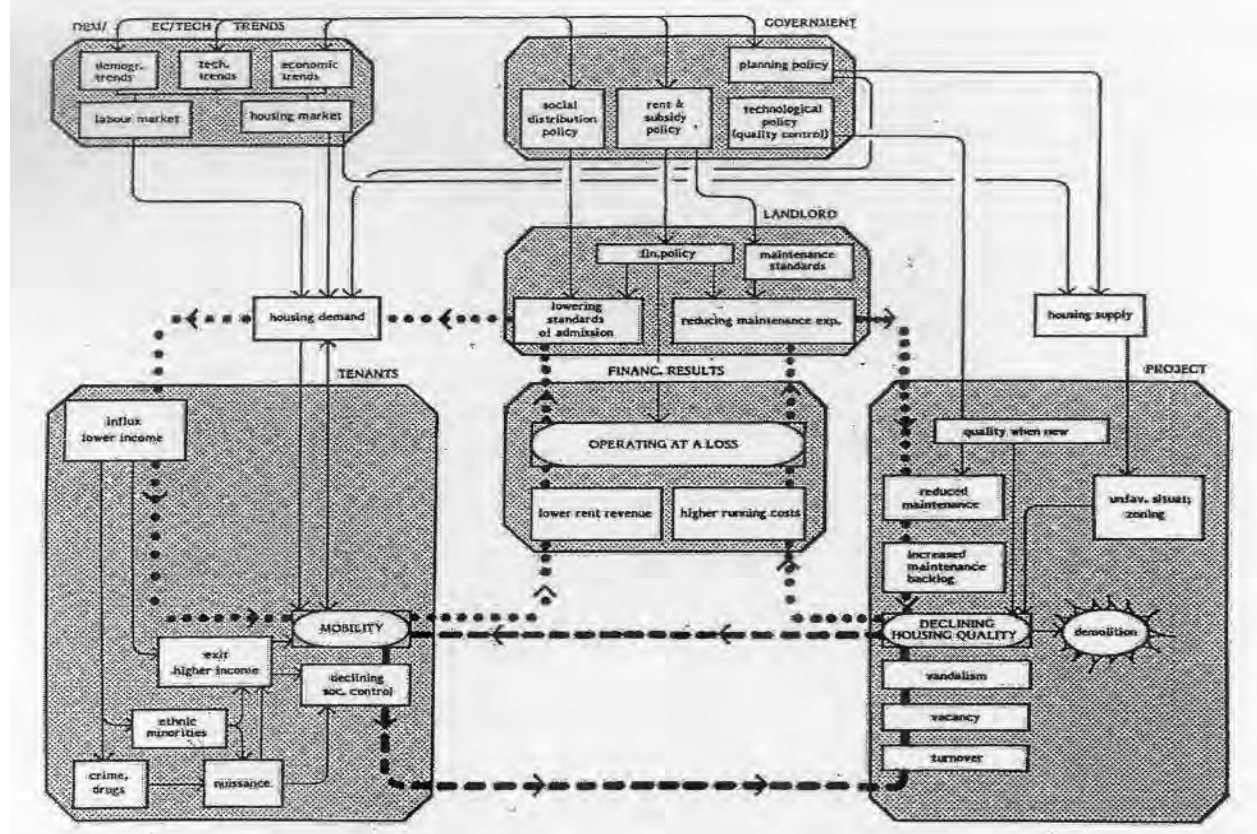 DEM/ EC/TECH TRENDS
GOVERNMENT
demogr.
trends
tech.
trends
economic
trends
labour market
housing market
planning policy
social
distribution
policy
rent &
subsidy
policy
technological
policy
(quality control)
LANDLORD
fin.policy
maintenance
standards
lowering
standards
of admission
reducing maintenance exp.
housing demand
housing supply
TENANTS
FINANC. RESULTS
PROJECT
influx
lower income
OPERATING AT A LOSS
lower rent revenue
higher running costs
quality when new
reduced
maintenance
unfav. situat;
zoning
increased
maintenance
backlog
MOBILITY
DECLINING
HOUSING QUALITY
demolition
exit
higher income
declining
soc. control
vandalism
ethnic
minorities
vacancy
turnover
crime,
drugs
nuissance